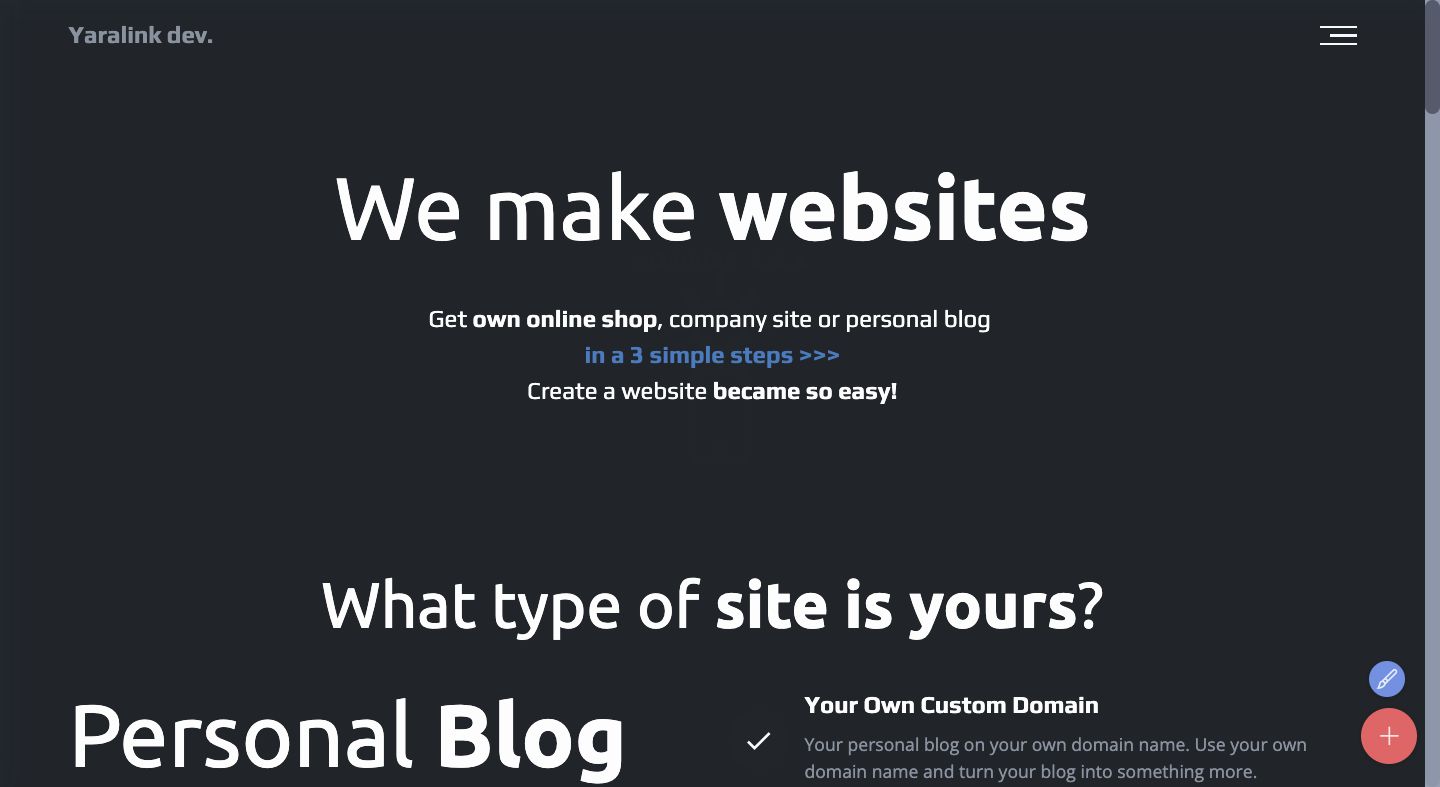 Yaralink dev.
We make websites
Get own online shop, company site or personal blog
in a 3 simple steps >>>
Create a website became so easy!
What type of site is yours?
Personal Blog
Your Own Custom Domain
Your personal blog on your own domain name. Use your own
domain name and turn your blog into something more.